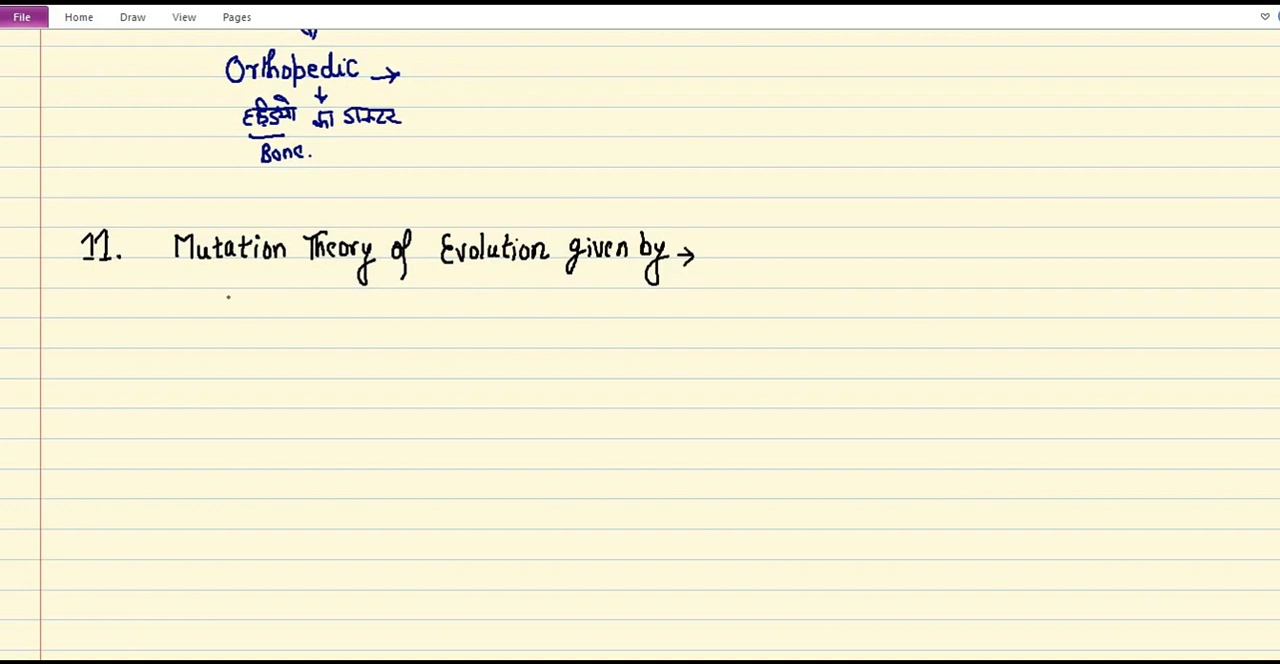 File Home Draw View Pages
Orthopedic →
हड्डियो का डाक्टर
Bone.
11. Mutation Theory of Evolution given by →